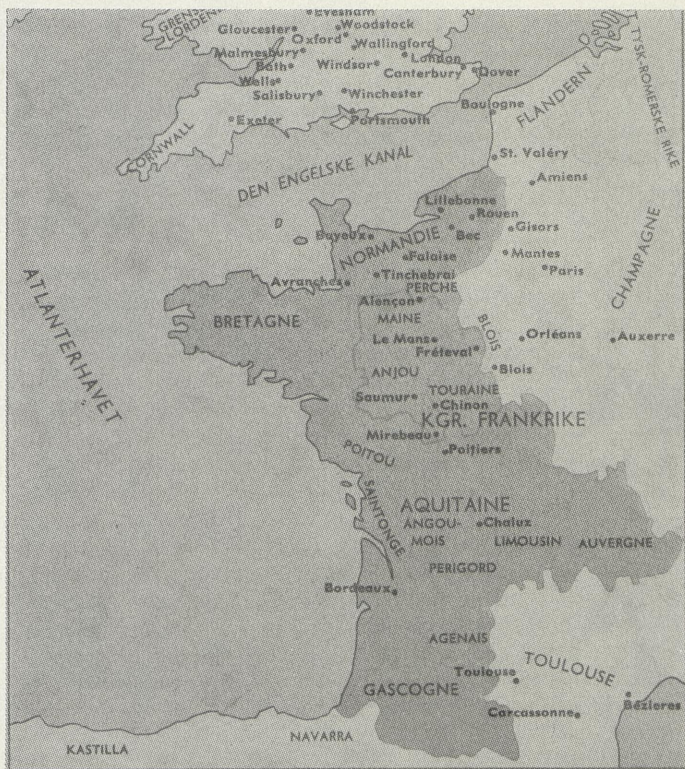 Evesham
GRENSE-
LORDENE
Gloucester
Woodstock
Oxford
Wallingford
Malmesbury
London
Bath
Windsor
Canterbury
Dover
Wells
Salisbury
Winchester
Exeter
Portsmouth
Boulogne
FLANDERN
TYSK-ROMERSKE RIKE
CORNWALL
St. Valéry
DEN ENGELSKE KANAL
Amiens
Lillebonne
Rouen
Bayeux
NORMANDIE
Bec
Gisors
Falaise
Mantes
CHAMPAGNE
Avranches
Tinchebrai
Paris
PERCHE
Alençon
ATLANTERHAVET
BRETAGNE
MAINE
BLOIS
Le Mans
Orléans
Auxerre
Fréteval
ANJOU
Blois
TOURAINE
Saumur
Chinon
KGR. FRANKRIKE
Mirebeau
POITOU
Poitiers
SAINTONGE
AQUITAINE
ANGOU-
MOIS
Chaluz
LIMOUSIN
AUVERGNE
PERIGORD
Bordeaux
AGENAIS
Toulouse
TOULOUSE
GASCOGNE
Carcassonne
Bézieres
NAVARRA
KASTILLA